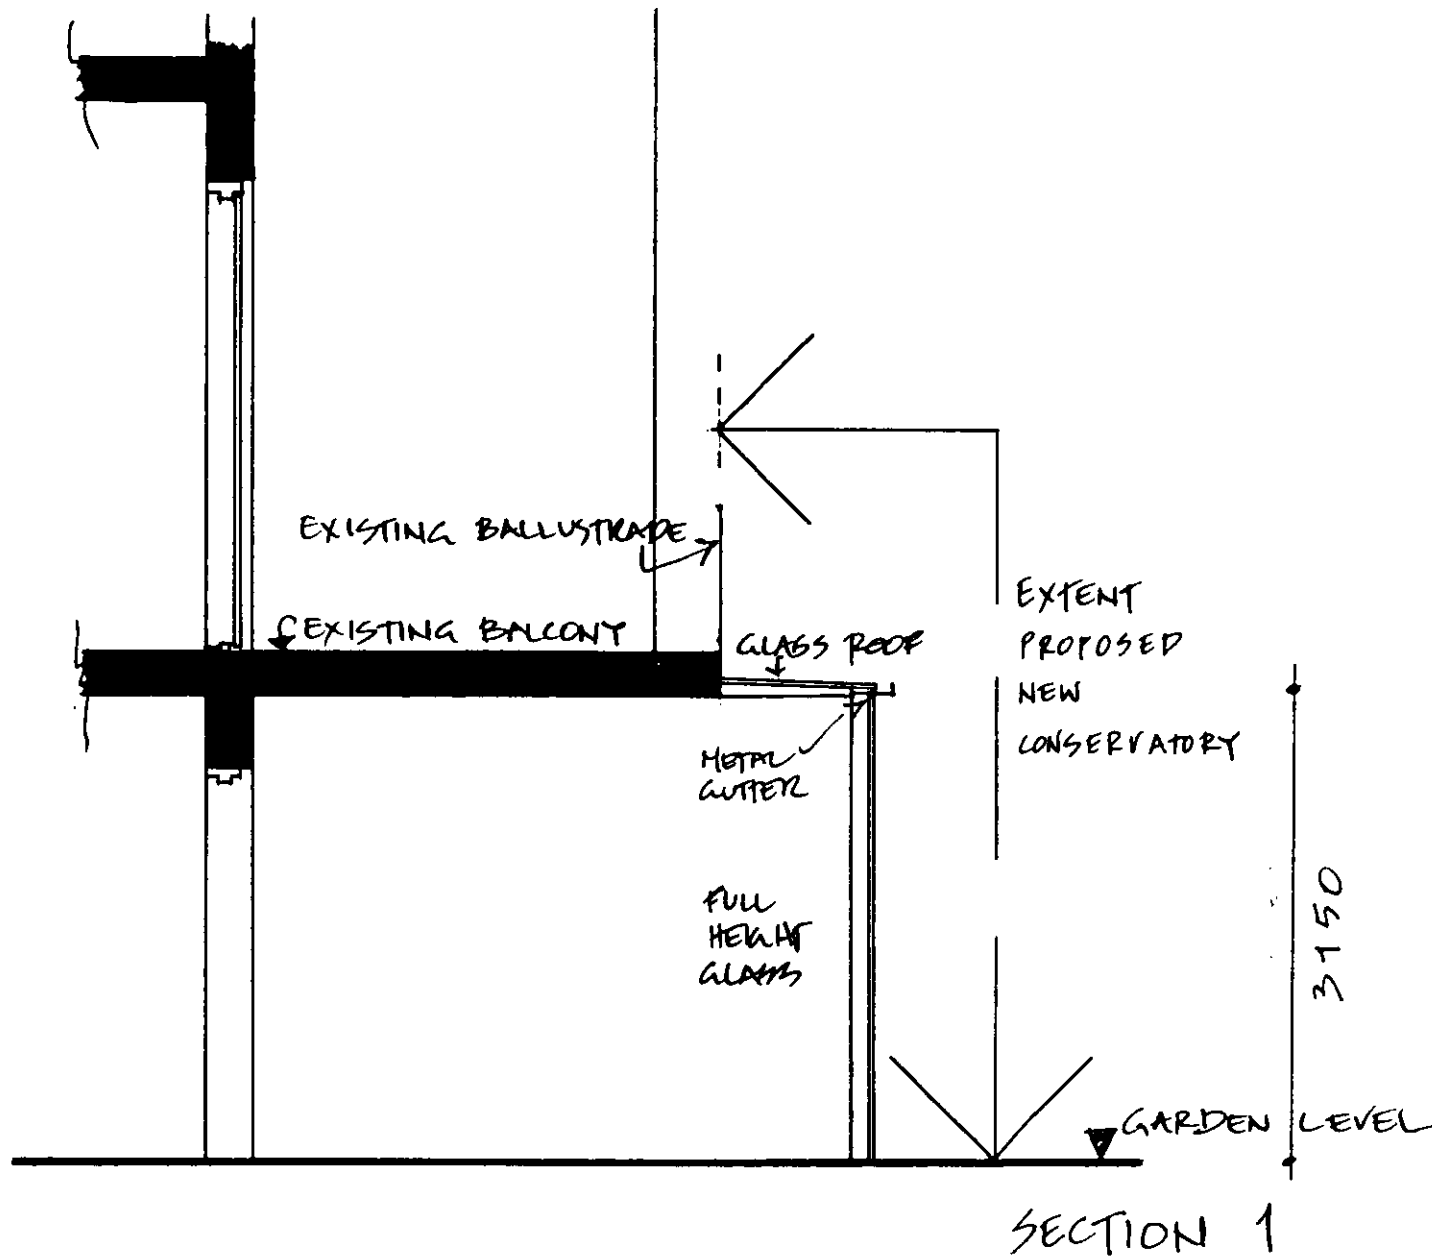 EXISTING BALLUSTRADE
EXISTING BALCONY
GLASS ROOF
EXTENT
PROPOSED
NEW
CONSERVATORY
METAL
GUTTER
FULL
HEIGHT
GLASS
3150
GARDEN LEVEL
SECTION 1